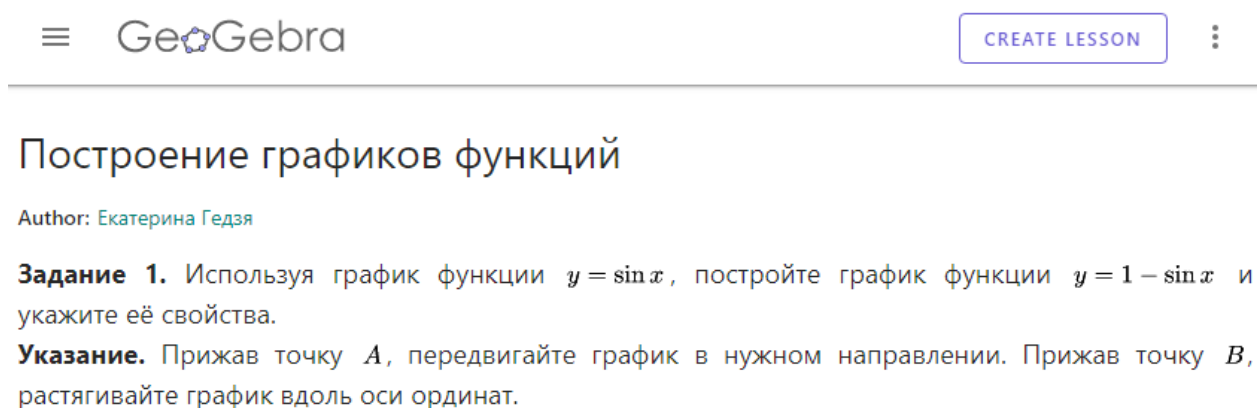 GeoGebra
CREATE LESSON
Построение графиков функций
Author: Екатерина Гедзя
Задание 1. Используя график функции y = sin x, постройте график функции y = 1 − sin x и
укажите её свойства.
Указание. Прижав точку A, передвигайте график в нужном направлении. Прижав точку B,
растягивайте график вдоль оси ординат.